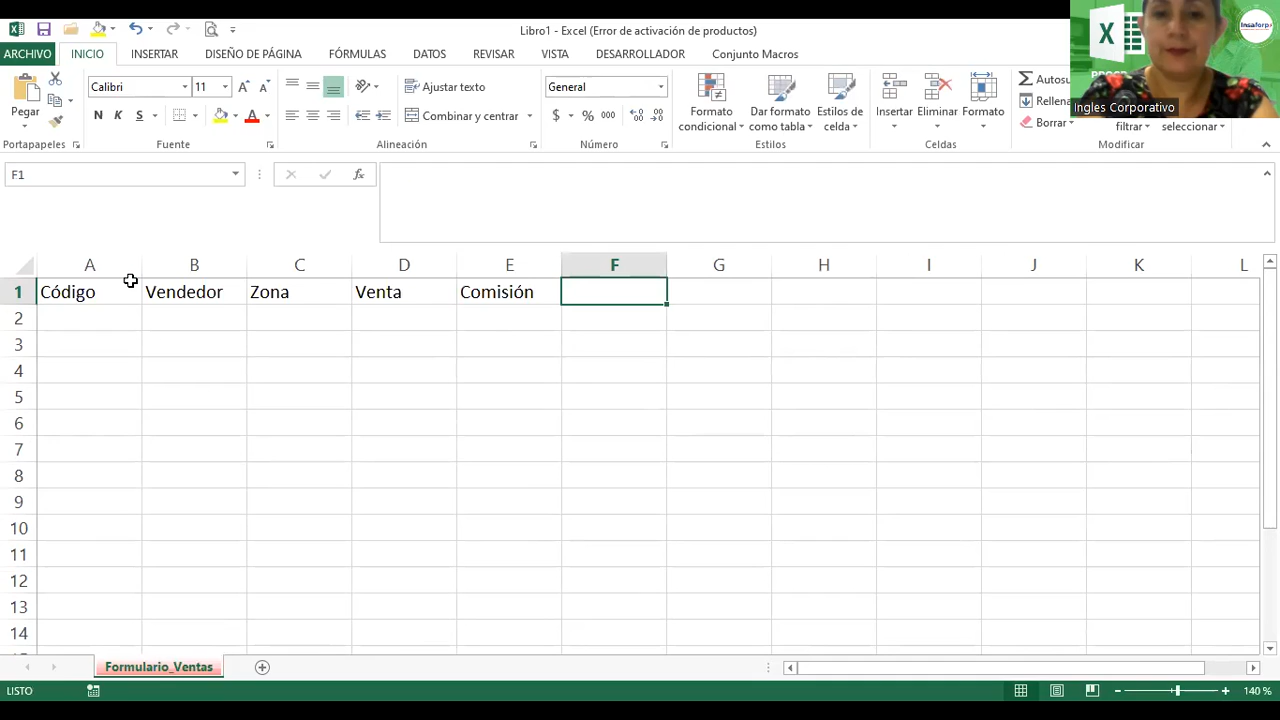 Libro1 - Excel (Error de activación de productos)
Insaforp
ARCHIVO INICIO INSERTAR DISEÑO DE PÁGINA FÓRMULAS DATOS REVISAR VISTA DESARROLLADOR Conjunto Macros
Calibri 11 Ajustar texto General
Pegar Formato condicional Dar formato como tabla Estilos de celda Insertar Eliminar Formato
Autosu
Rellena
Borrar
Ingles Corporativo
filtrar seleccionar
N K S Combinar y centrar $ % 000
Portapapeles Fuente Alineación Número Estilos Celdas Modificar
F1 fx
A B C D E F G H I J K L
1 Código Vendedor Zona Venta Comisión
2
3
4
5
6
7
8
9
10
11
12
13
14
Formulario_Ventas
LISTO 140 %